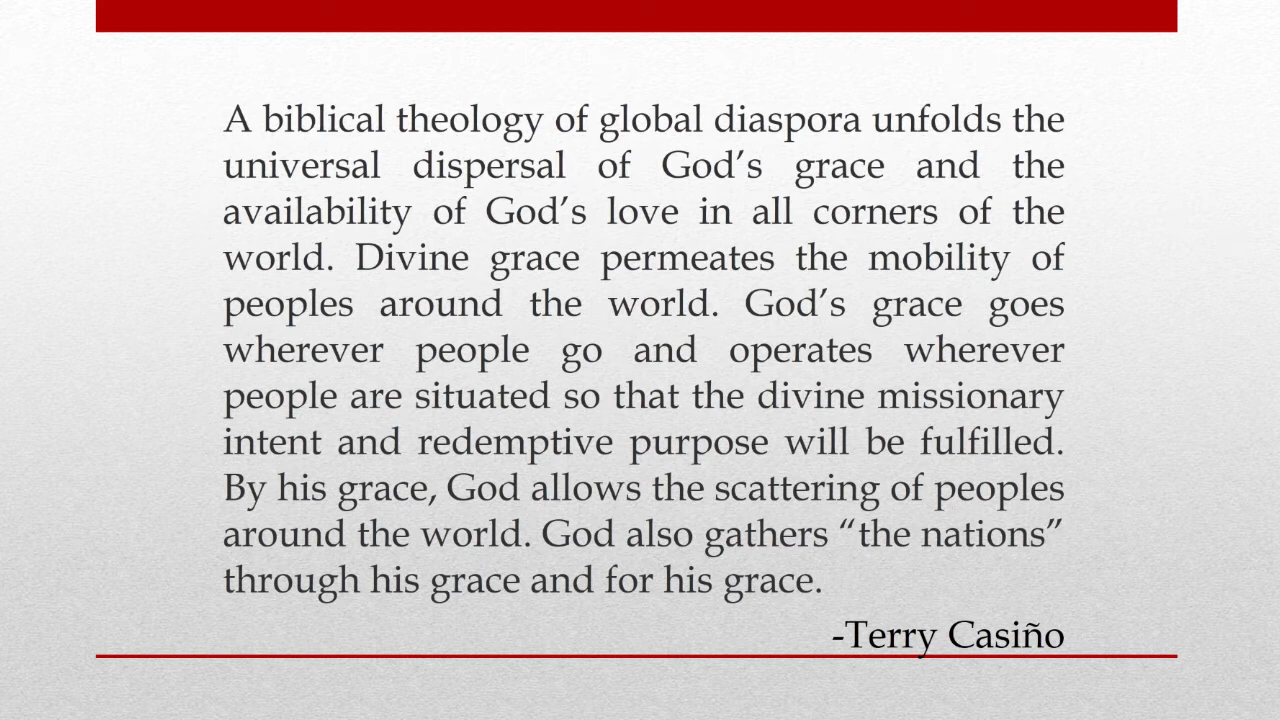 A biblical theology of global diaspora unfolds the
universal dispersal of God’s grace and the
availability of God’s love in all corners of the
world. Divine grace permeates the mobility of
peoples around the world. God’s grace goes
wherever people go and operates wherever
people are situated so that the divine missionary
intent and redemptive purpose will be fulfilled.
By his grace, God allows the scattering of peoples
around the world. God also gathers “the nations”
through his grace and for his grace.
-Terry Casiño